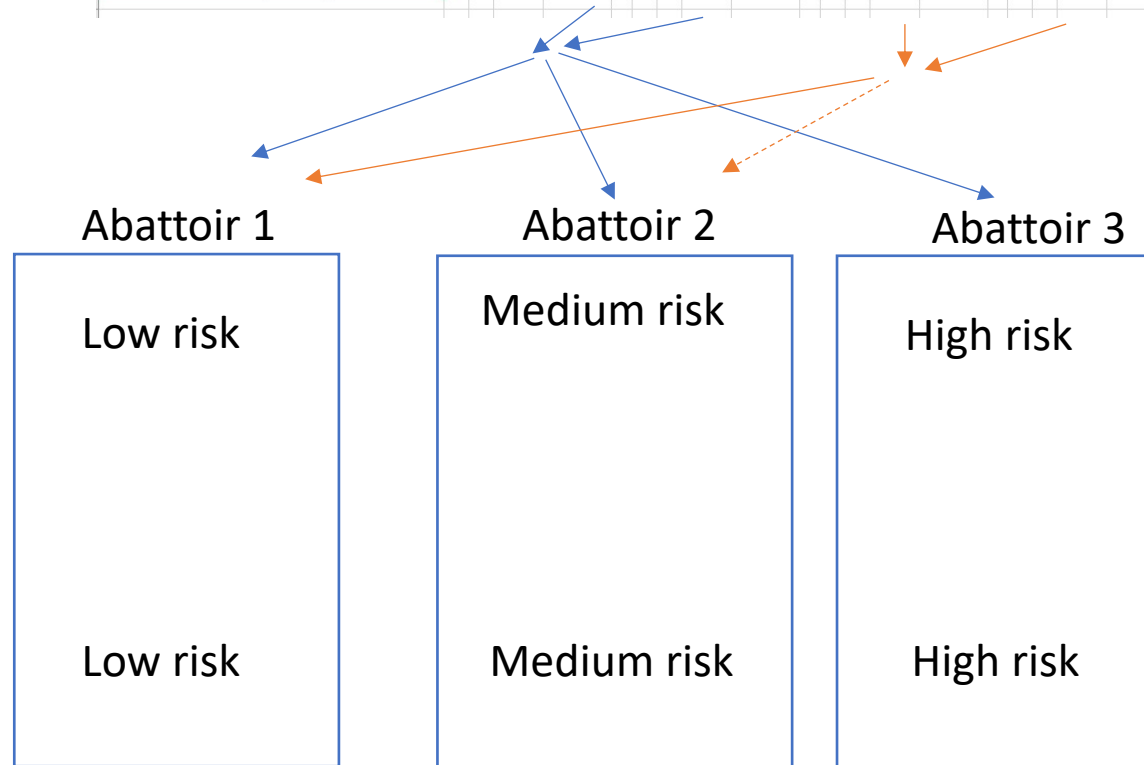 Abattoir 1
Abattoir 2
Abattoir 3
Low risk
Medium risk
High risk
Low risk
Medium risk
High risk